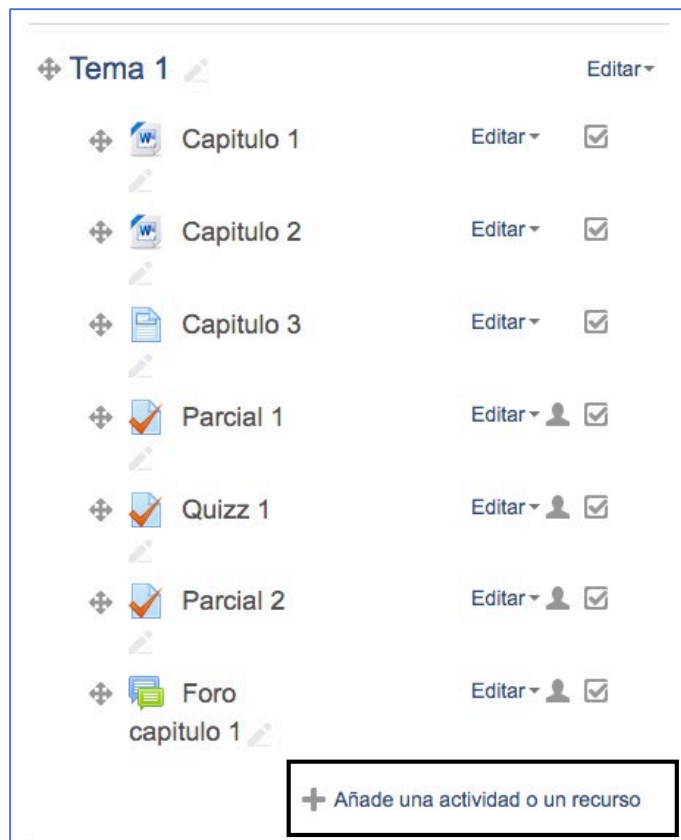 Tema 1 Editar
Capitulo 1 Editar
Capitulo 2 Editar
Capitulo 3 Editar
Parcial 1 Editar
Quizz 1 Editar
Parcial 2 Editar
Foro Editar
capitulo 1
Añade una actividad o un recurso